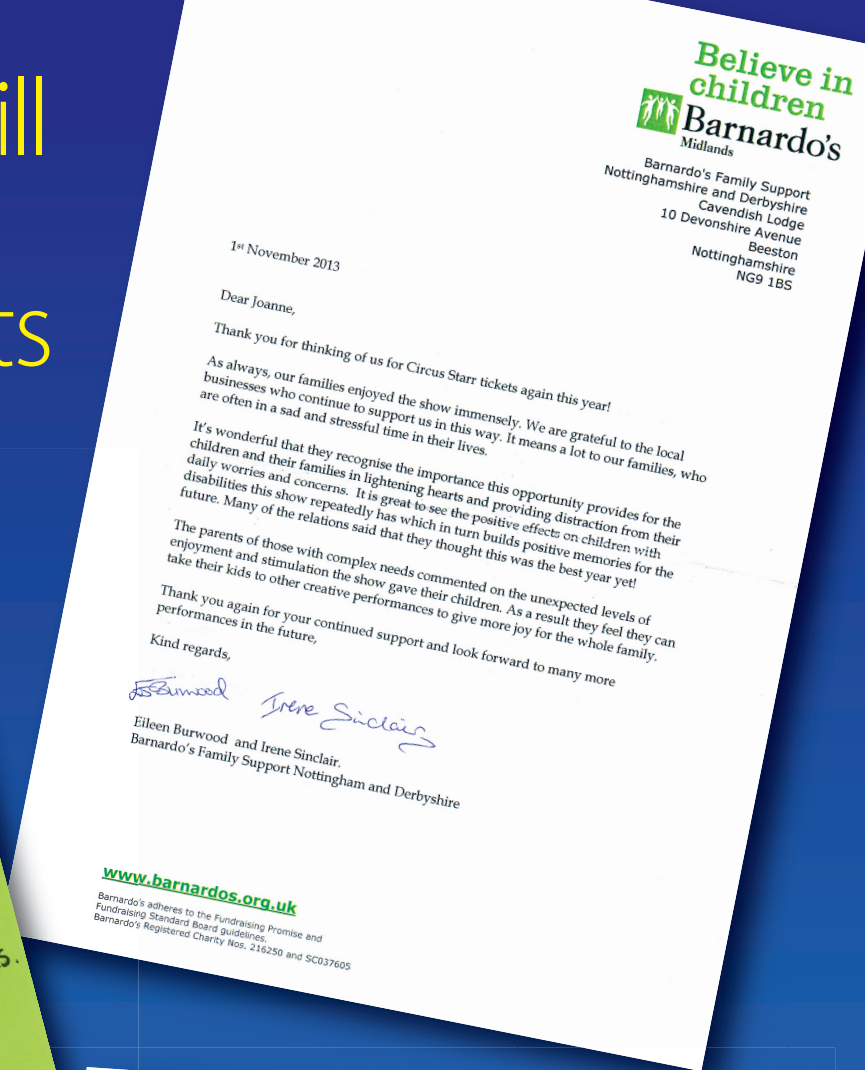 ill
ts
Believe in
children
Barnardo's
Midlands
Barnardo's Family Support
Nottinghamshire and Derbyshire
Cavendish Lodge
10 Devonshire Avenue
Beeston
Nottinghamshire
NG9 1BS
1st November 2013
Dear Joanne,
Thank you for thinking of us for Circus Starr tickets again this year!
As always, our families enjoyed the show immensely. We are grateful to the local
businesses who continue to support us in this way. It means a lot to our families, who
are often in a sad and stressful time in their lives.
It's wonderful that they recognise the importance this opportunity provides for the
children and their families in lightening hearts and providing distraction from their
daily worries and concerns. It is great to see the positive effects on children with
disabilities this show repeatedly has which in turn builds positive memories for the
future. Many of the relations said that they thought this was the best year yet!
The parents of those with complex needs commented on the unexpected levels of
enjoyment and stimulation the show gave their children. As a result they feel they can
take their kids to other creative performances to give more joy for the whole family.
Thank you again for your continued support and look forward to many more
performances in the future,
Kind regards,
EBurwood Irene Sinclair
Eileen Burwood and Irene Sinclair.
Barnardo's Family Support Nottingham and Derbyshire
www.barnardos.org.uk
Barnardo's adheres to the Fundraising Promise and
Fundraising Standard Board guidelines.
Barnardo's Registered Charity Nos. 216250 and SC037605
s.